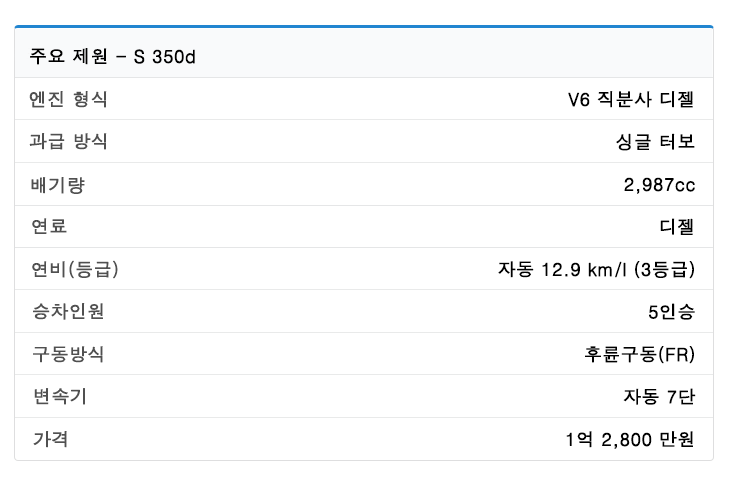 주요 제원 – S 350d
엔진 형식 V6 직분사 디젤
과급 방식 싱글 터보
배기량 2,987cc
연료 디젤
연비(등급) 자동 12.9 km/l (3등급)
승차인원 5인승
구동방식 후륜구동(FR)
변속기 자동 7단
가격 1억 2,800 만원